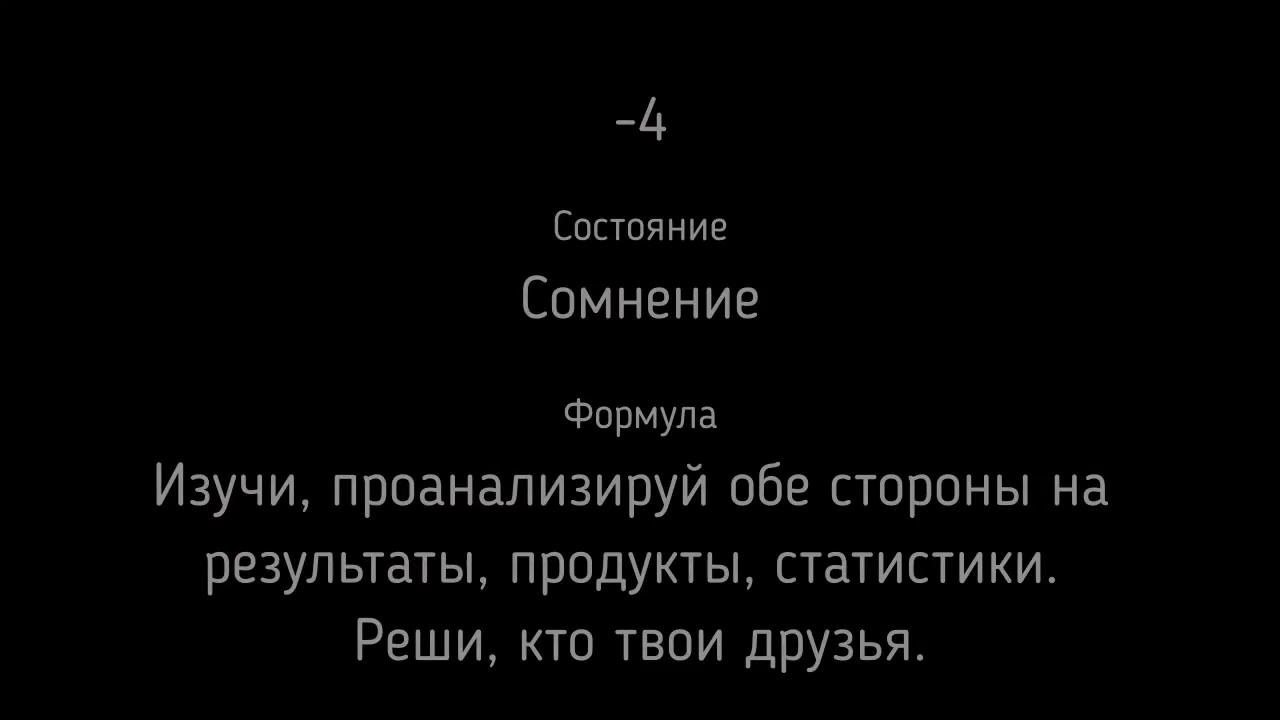 -4
Состояние
Сомнение
Формула
Изучи, проанализируй обе стороны на
результаты, продукты, статистики.
Реши, кто твои друзья.